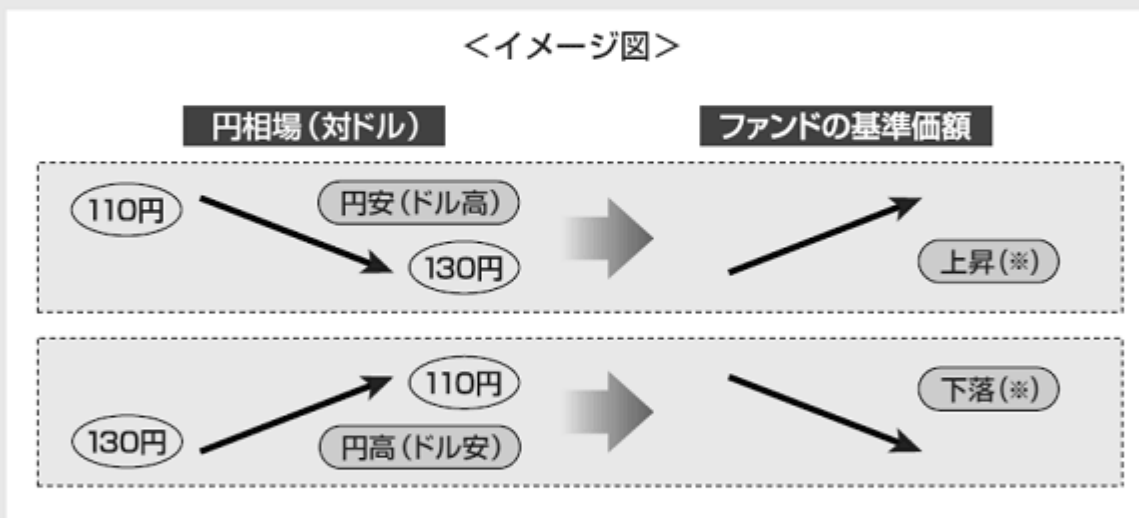 ＜イメージ図＞
円相場（対ドル）
ファンドの基準価額
110円
円安（ドル高）
130円
上昇（※）
110円
下落（※）
130円
円高（ドル安）